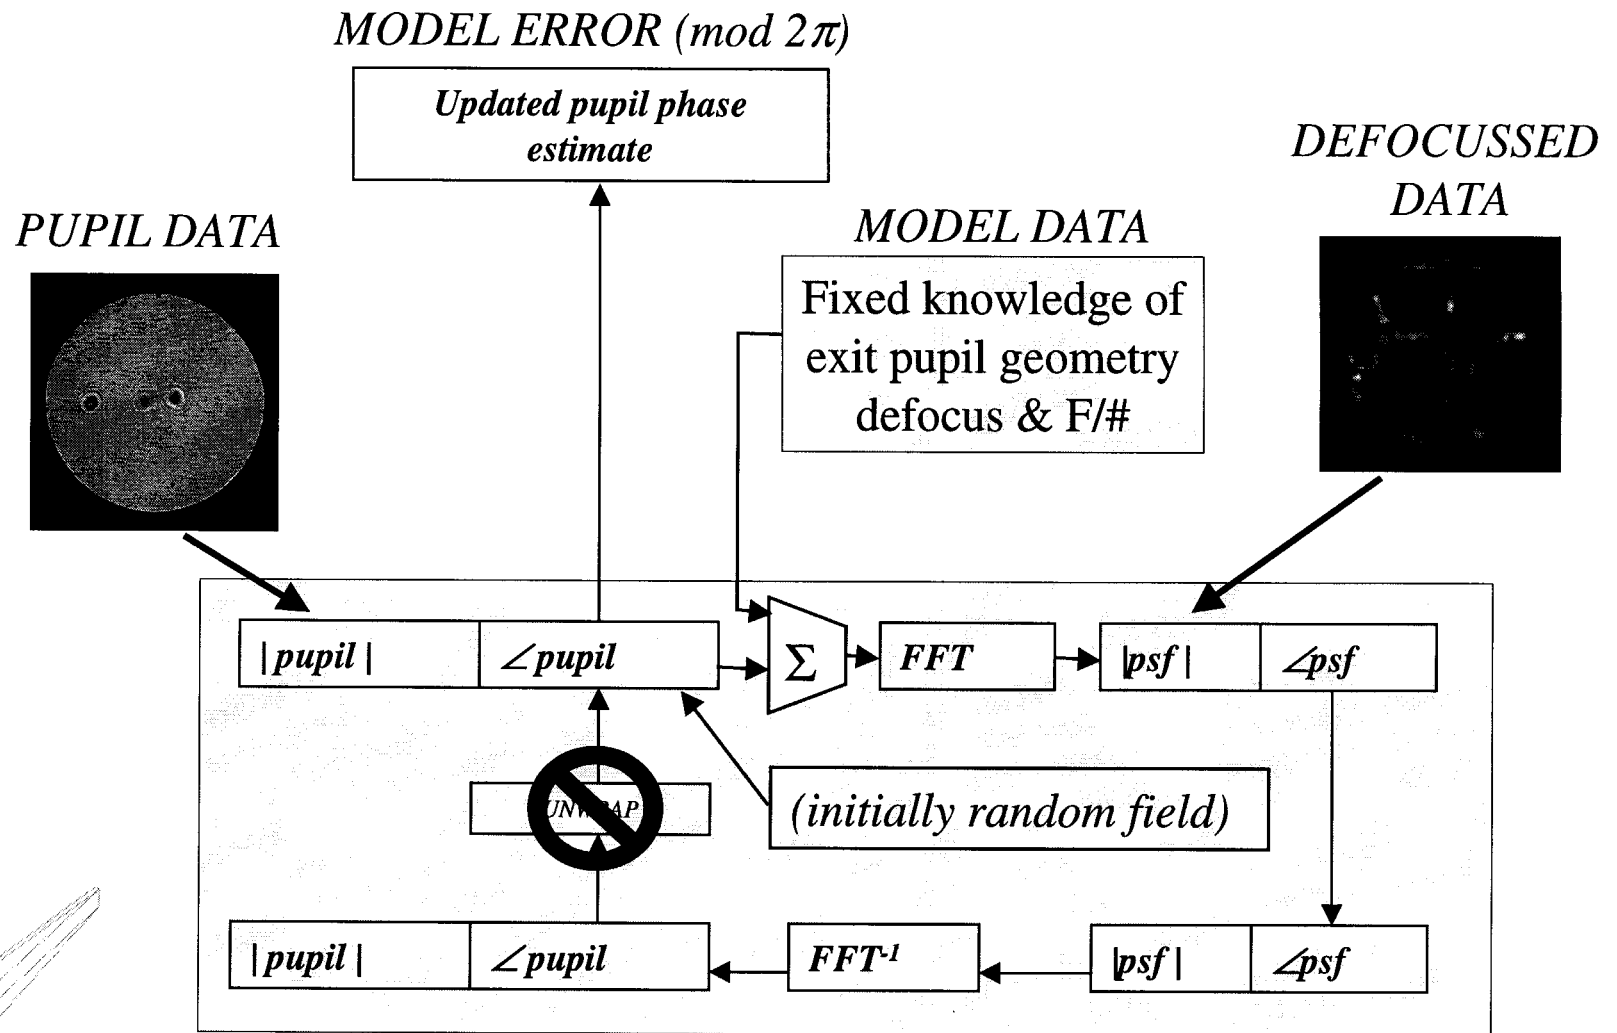 MODEL ERROR (mod 2π)
Updated pupil phase
estimate
DEFOCUSSED
DATA
PUPIL DATA
MODEL DATA
Fixed knowledge of
exit pupil geometry
defocus & F/#
|pupil|
∠pupil
Σ
FFT
|psf|
∠psf
UNWRAP
(initially random field)
|pupil|
∠pupil
FFT⁻¹
|psf|
∠psf